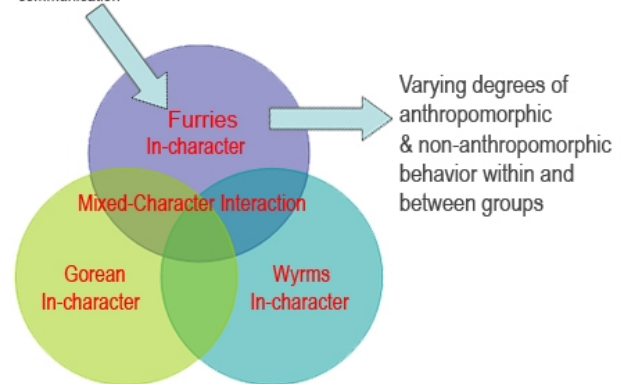 communication
Furries
In-character
Varying degrees of
anthropomorphic
& non-anthropomorphic
behavior within and
between groups
Mixed-Character Interaction
Gorean
In-character
Wyrms
In-character